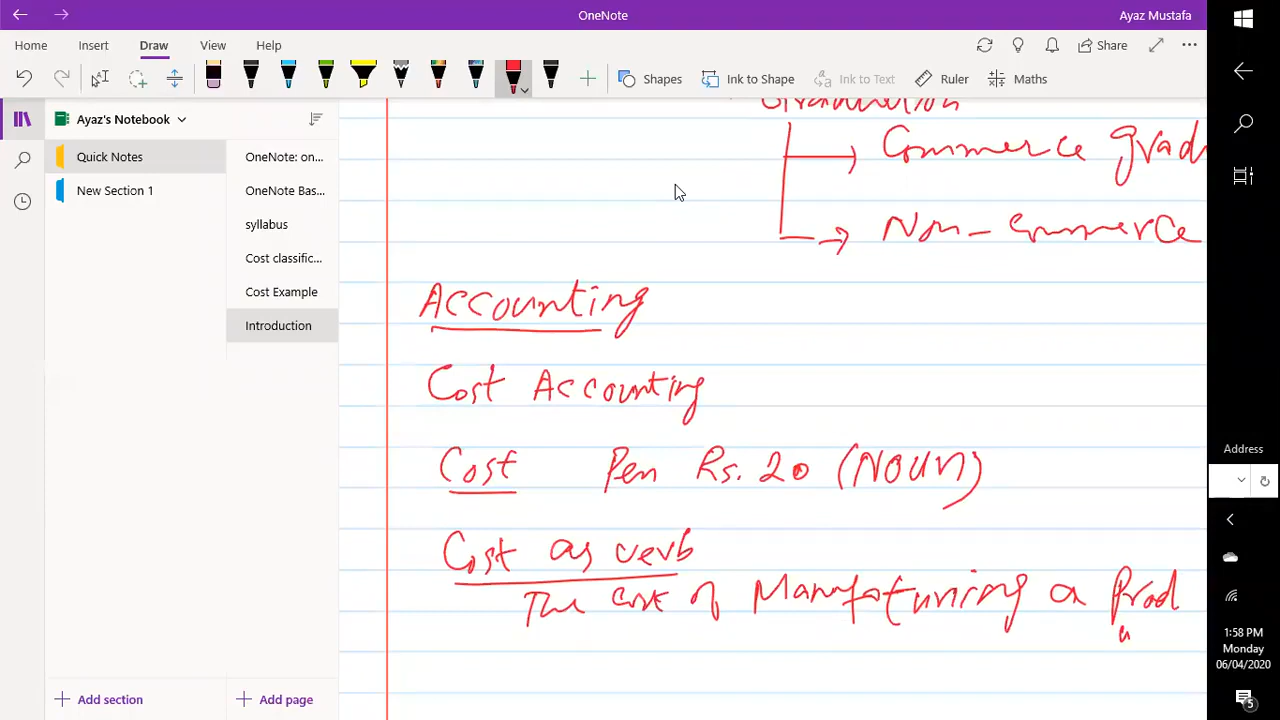 OneNote
Ayaz Mustafa
Home Insert Draw View Help
Share
Shapes Ink to Shape Ink to Text Ruler Maths
Ayaz's Notebook
Quick Notes
New Section 1
OneNote: on...
OneNote Bas...
syllabus
Cost classific...
Cost Example
Introduction
Graduation
Commerce grad
Non-Commerce
Accounting
Cost Accounting
Cost Pen Rs. 20 (NOUN)
Cost as verb
The cost of Manufatuniring a Prod
u
Add section
Add page
Address
1:58 PM
Monday
06/04/2020
5